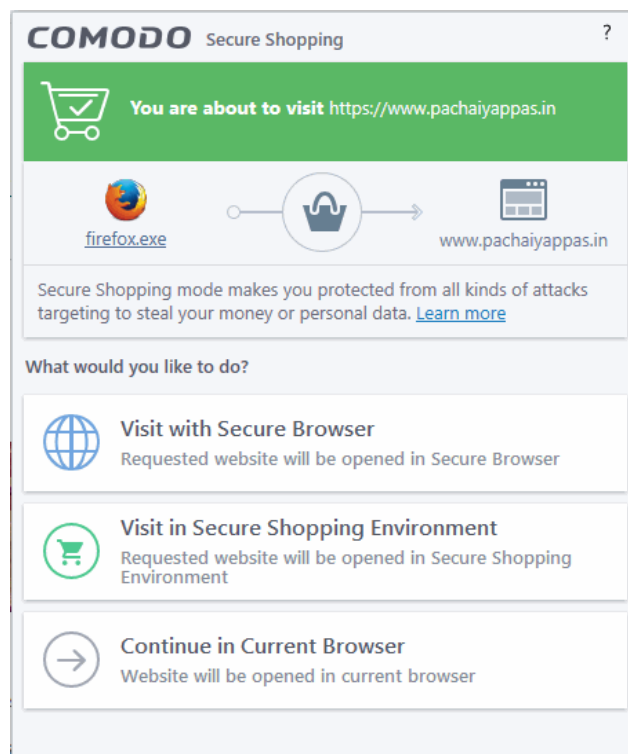 COMODO Secure Shopping ?
You are about to visit https://www.pachaiyappas.in
firefox.exe
www.pachaiyappas.in
Secure Shopping mode makes you protected from all kinds of attacks
targeting to steal your money or personal data. Learn more
What would you like to do?
Visit with Secure Browser
Requested website will be opened in Secure Browser
Visit in Secure Shopping Environment
Requested website will be opened in Secure Shopping
Environment
Continue in Current Browser
Website will be opened in current browser